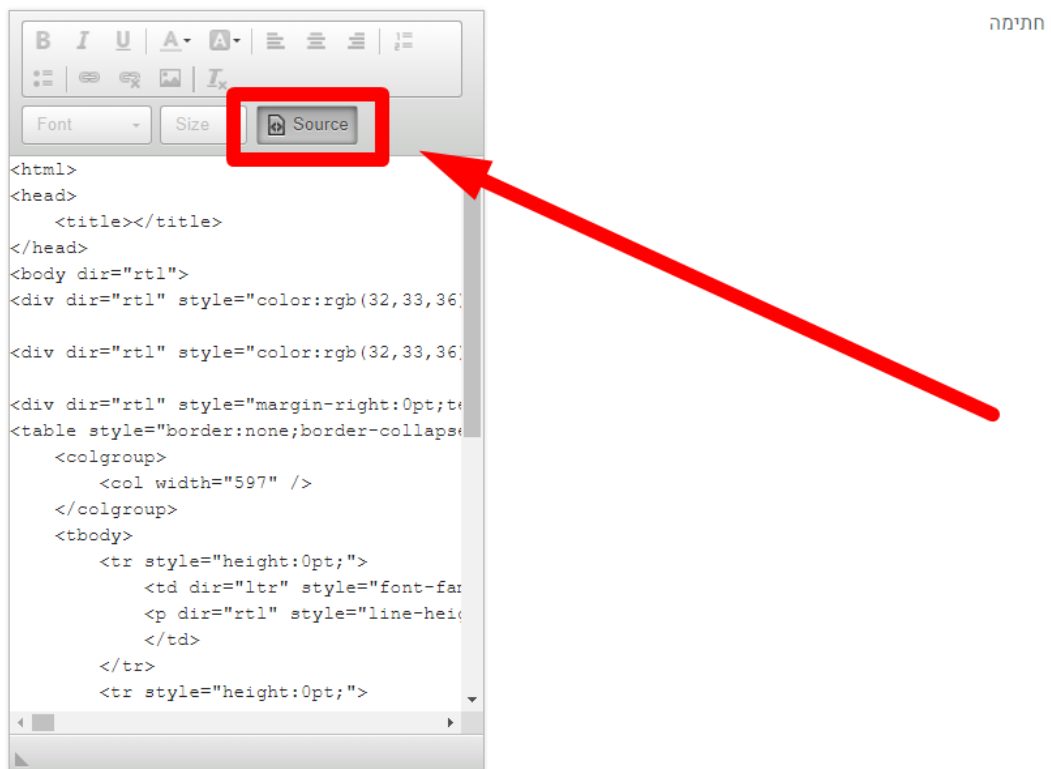 חתימה
B I U A A
Font Size Source
<html>
<head>
    <title></title>
</head>
<body dir="rtl">
<div dir="rtl" style="color:rgb(32,33,36)
<div dir="rtl" style="color:rgb(32,33,36)
<div dir="rtl" style="margin-right:0pt;te
<table style="border:none;border-collapse
    <colgroup>
        <col width="597" />
    </colgroup>
    <tbody>
        <tr style="height:0pt;">
            <td dir="ltr" style="font-fam
            <p dir="rtl" style="line-heig
            </td>
        </tr>
        <tr style="height:0pt;">